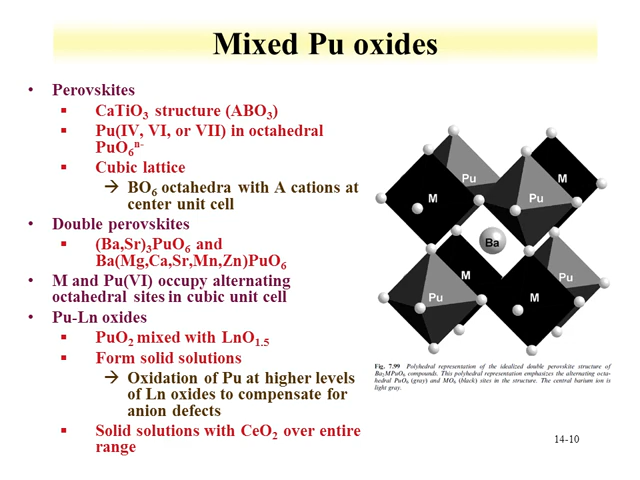 Mixed Pu oxides
• Perovskites
▪ CaTiO3 structure (ABO3)
▪ Pu(IV, VI, or VII) in octahedral
PuO6n-
▪ Cubic lattice
→ BO6 octahedra with A cations at
center unit cell
• Double perovskites
▪ (Ba,Sr)3PuO6 and
Ba(Mg,Ca,Sr,Mn,Zn)PuO6
• M and Pu(VI) occupy alternating
octahedral sites in cubic unit cell
• Pu-Ln oxides
▪ PuO2 mixed with LnO1.5
▪ Form solid solutions
→ Oxidation of Pu at higher levels
of Ln oxides to compensate for
anion defects
▪ Solid solutions with CeO2 over entire
range
Pu
M
M
Pu
Ba
M
Pu
Pu
M
Fig. 7.99 Polyhedral representation of the idealized double perovskite structure of
Ba2MPuO6 compounds. This polyhedral representation emphasizes the alternating octa-
hedral PuO6 (gray) and MO6 (black) sites in the structure. The central barium ion is
light gray.
14-10